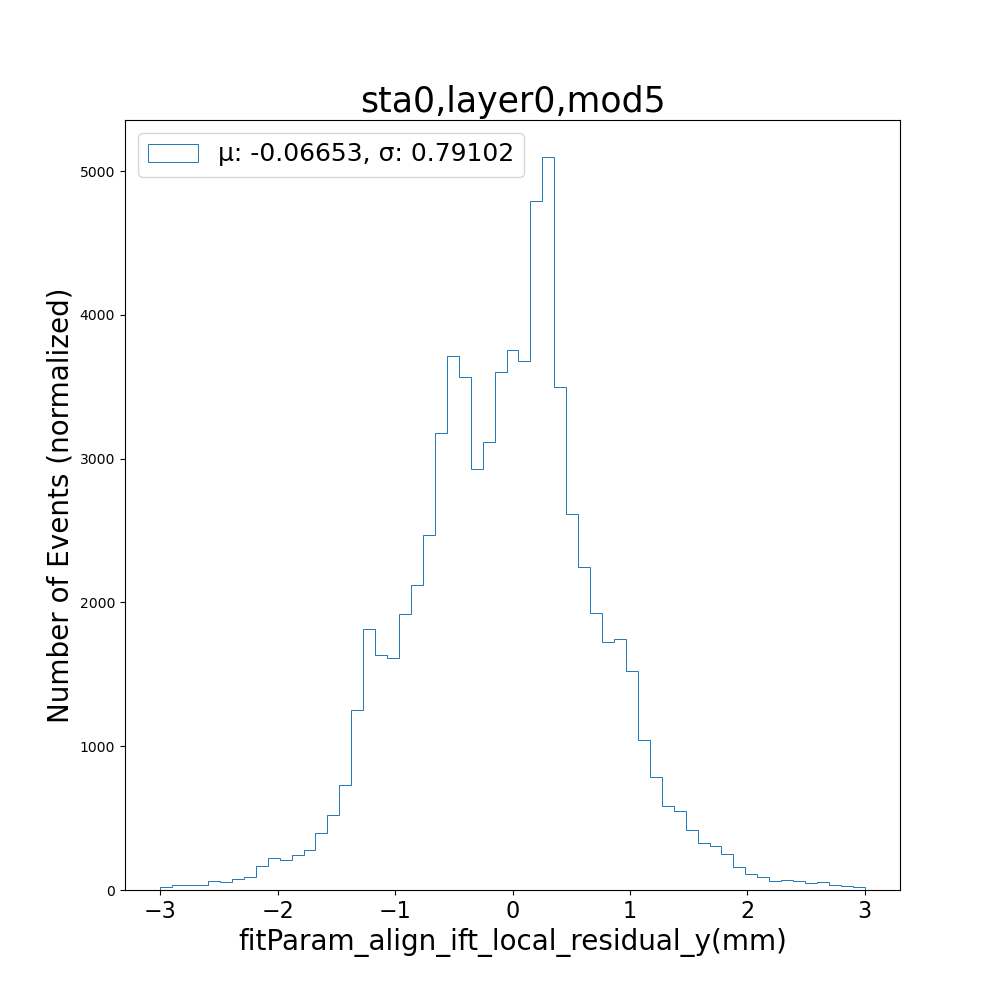 sta0,layer0,mod5
μ: -0.06653, σ: 0.79102
5000
4000
3000
2000
1000
0
Number of Events (normalized)
−3 −2 −1 0 1 2 3
fitParam_align_ift_local_residual_y(mm)